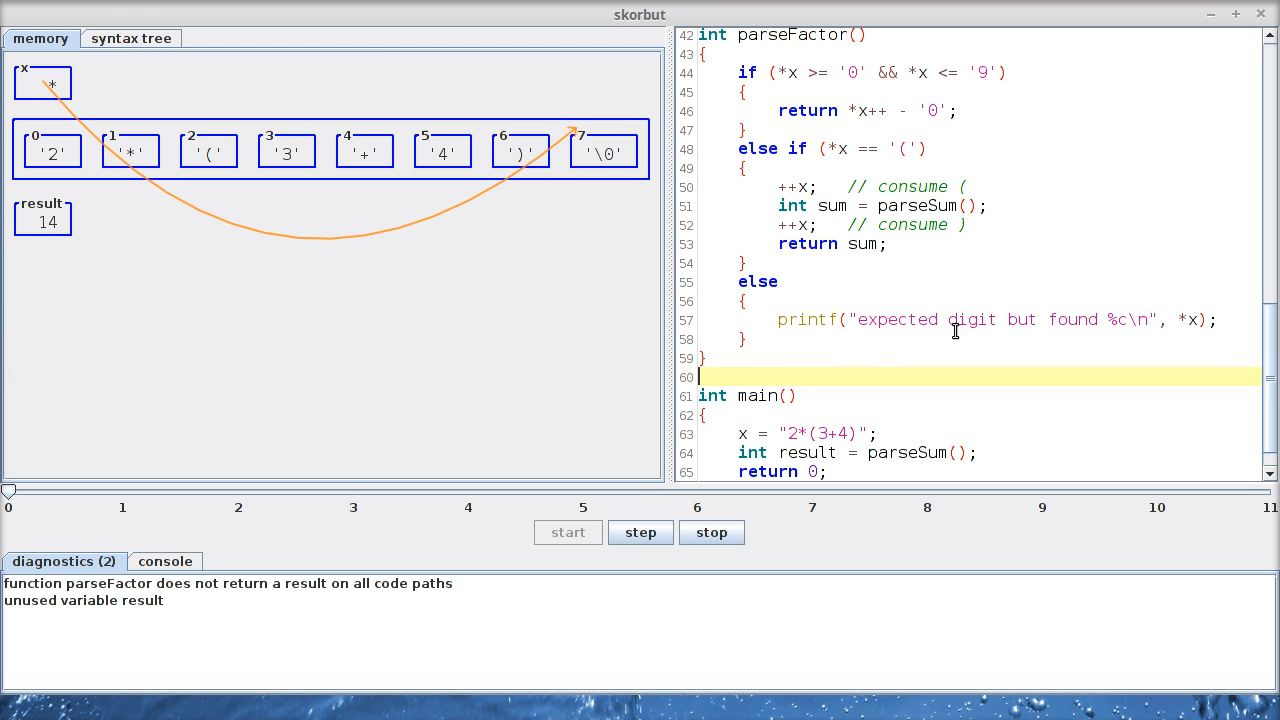 skorbut
memory
syntax tree
x
*
0 1 2 3 4 5 6 7
'2' '*' '(' '3' '+' '4' ')' '\0'
result
14
42 int parseFactor()
43 {
44     if (*x >= '0' && *x <= '9')
45     {
46         return *x++ - '0';
47     }
48     else if (*x == '(')
49     {
50         ++x;   // consume (
51         int sum = parseSum();
52         ++x;   // consume )
53         return sum;
54     }
55     else
56     {
57         printf("expected digit but found %c\n", *x);
58     }
59 }
60
61 int main()
62 {
63     x = "2*(3+4)";
64     int result = parseSum();
65     return 0;
0 1 2 3 4 5 6 7 8 9 10 11
start step stop
diagnostics (2)
console
function parseFactor does not return a result on all code paths
unused variable result